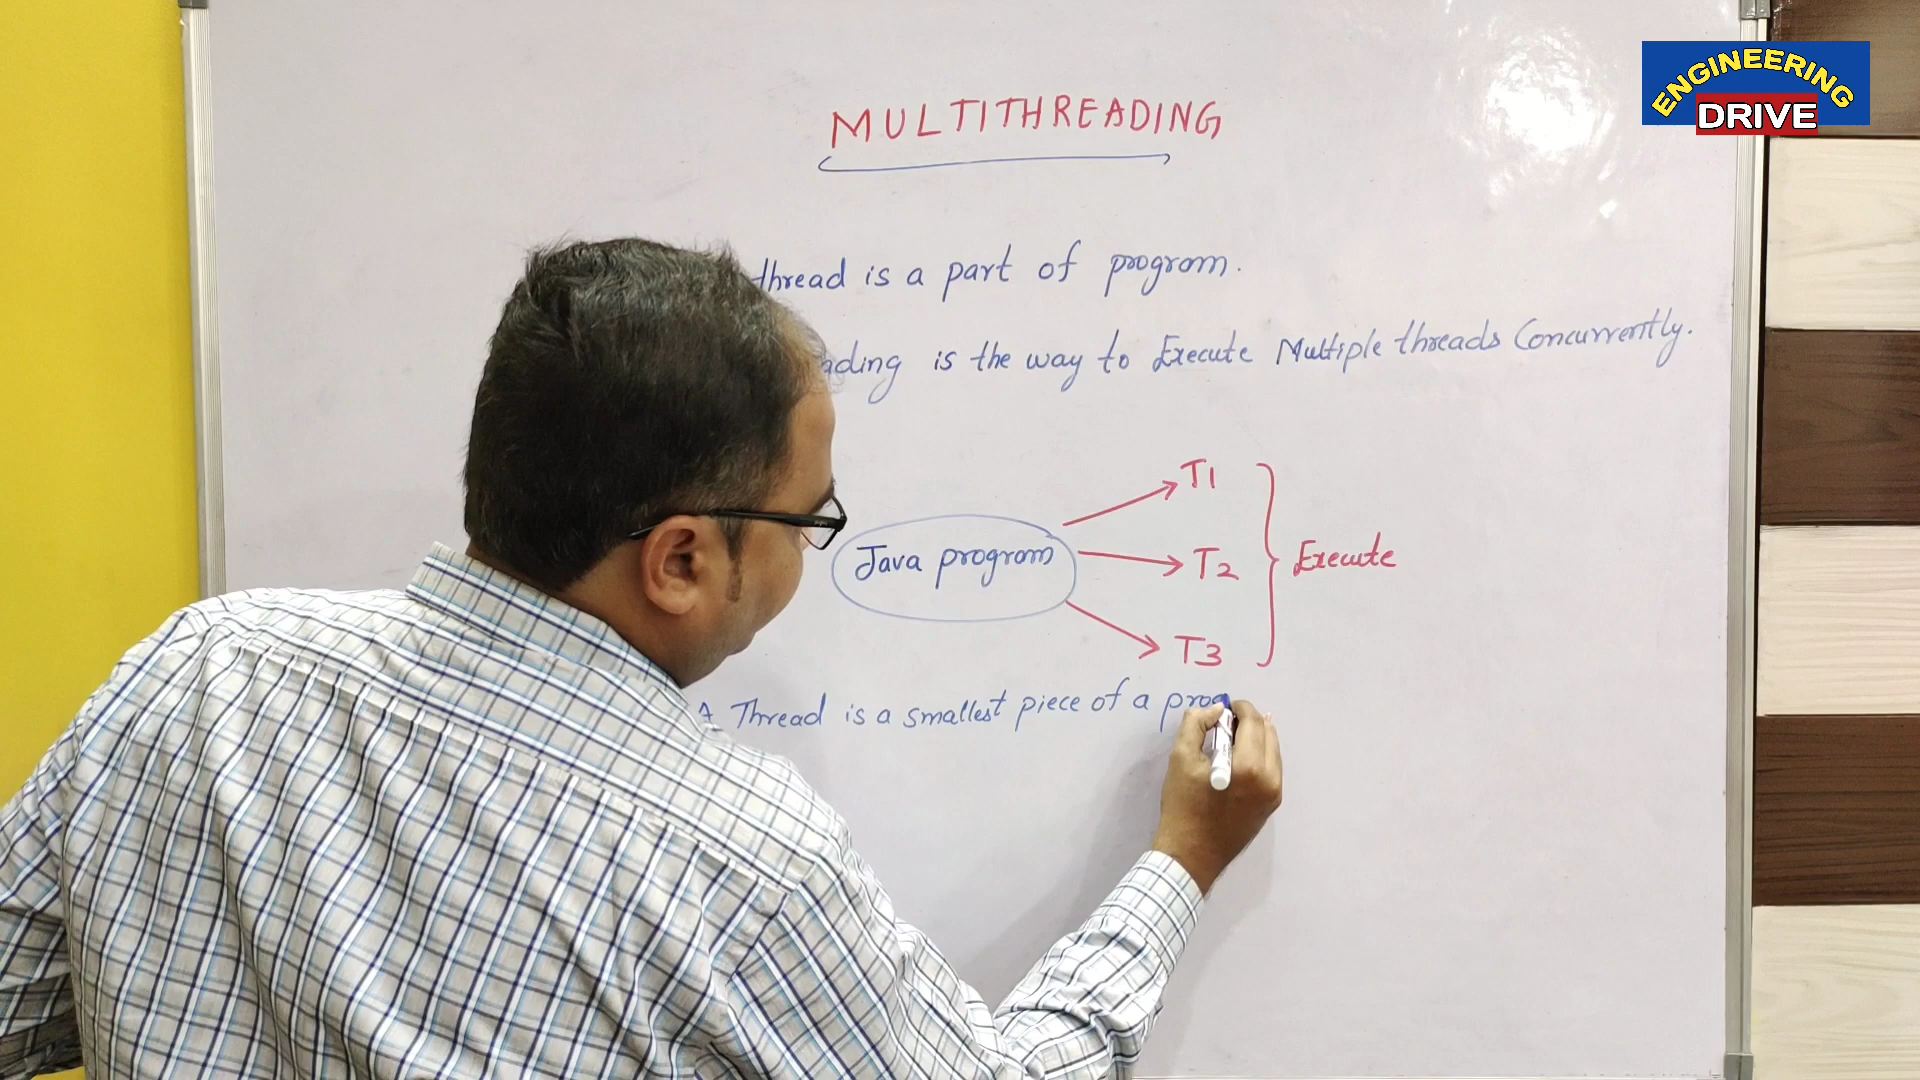 ENGINEERING
DRIVE
MULTITHREADING
thread is a part of program.
ading is the way to Execute Multiple threads Concurrently.
T1
Java program
T2
Execute
T3
A Thread is a smallest piece of a prog